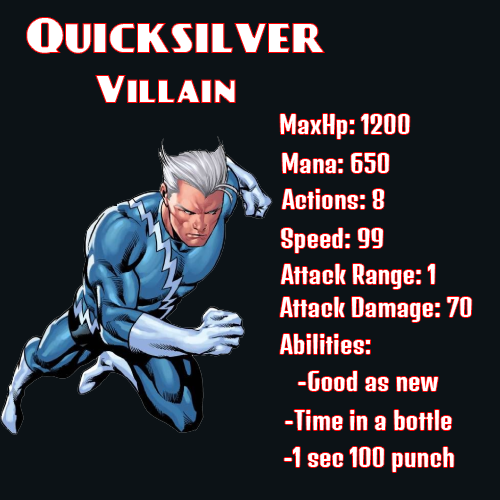 Quicksilver
Villain
MaxHp: 1200
Mana: 650
Actions: 8
Speed: 99
Attack Range: 1
Attack Damage: 70
Abilities:
-Good as new
-Time in a bottle
-1 sec 100 punch